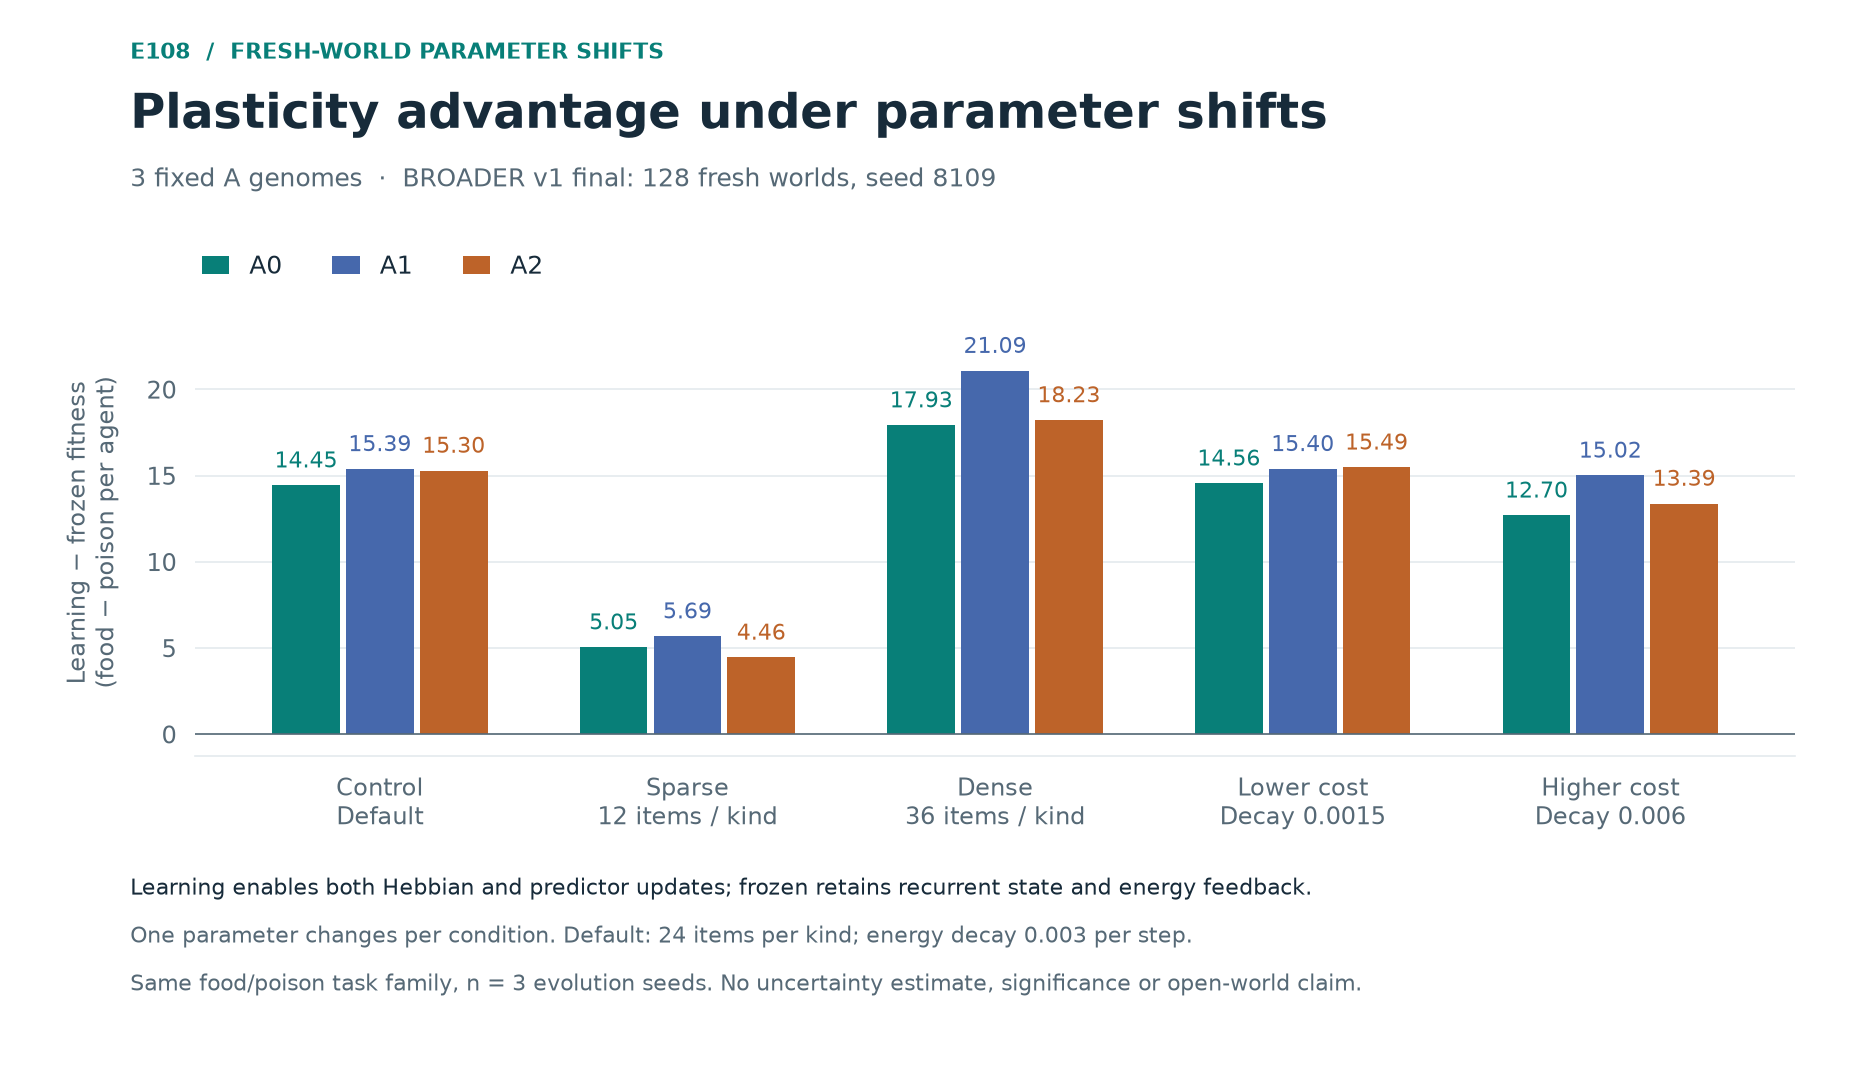 E108 / FRESH-WORLD PARAMETER SHIFTS
Plasticity advantage under parameter shifts
3 fixed A genomes · BROADER v1 final: 128 fresh worlds, seed 8109
A0 A1 A2
Learning − frozen fitness
(food − poison per agent)
20
15
10
5
0
14.45 15.39 15.30
5.05 5.69 4.46
17.93 21.09 18.23
14.56 15.40 15.49
12.70 15.02 13.39
Control
Default
Sparse
12 items / kind
Dense
36 items / kind
Lower cost
Decay 0.0015
Higher cost
Decay 0.006
Learning enables both Hebbian and predictor updates; frozen retains recurrent state and energy feedback.
One parameter changes per condition. Default: 24 items per kind; energy decay 0.003 per step.
Same food/poison task family, n = 3 evolution seeds. No uncertainty estimate, significance or open-world claim.